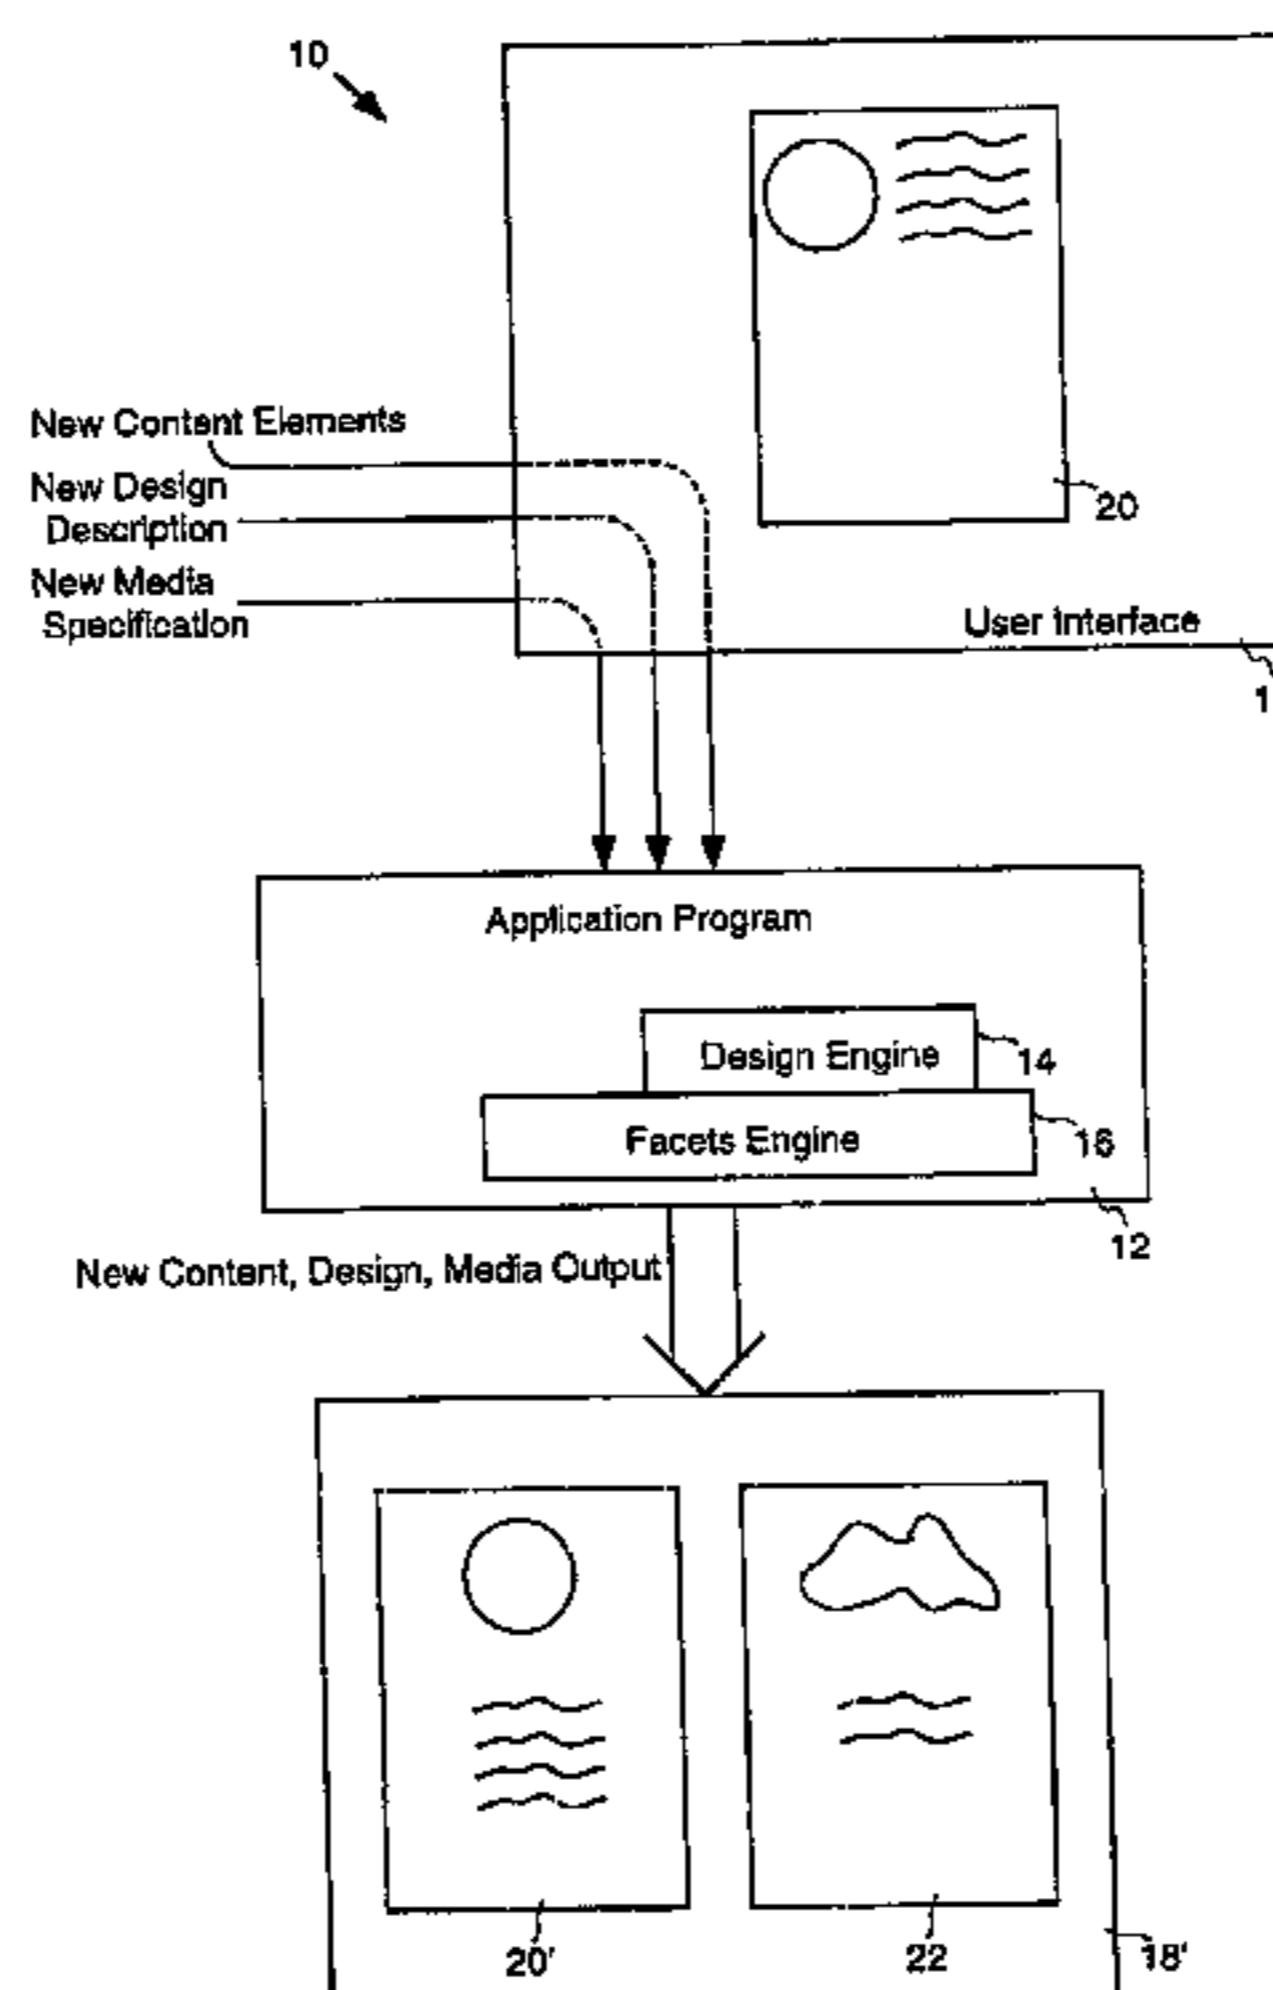 10
New Content Elements
New Design
Description
New Media
Specification
20
User Interface
1
Application Program
Design Engine
14
Facets Engine
16
12
New Content, Design, Media Output
20'
22
18'